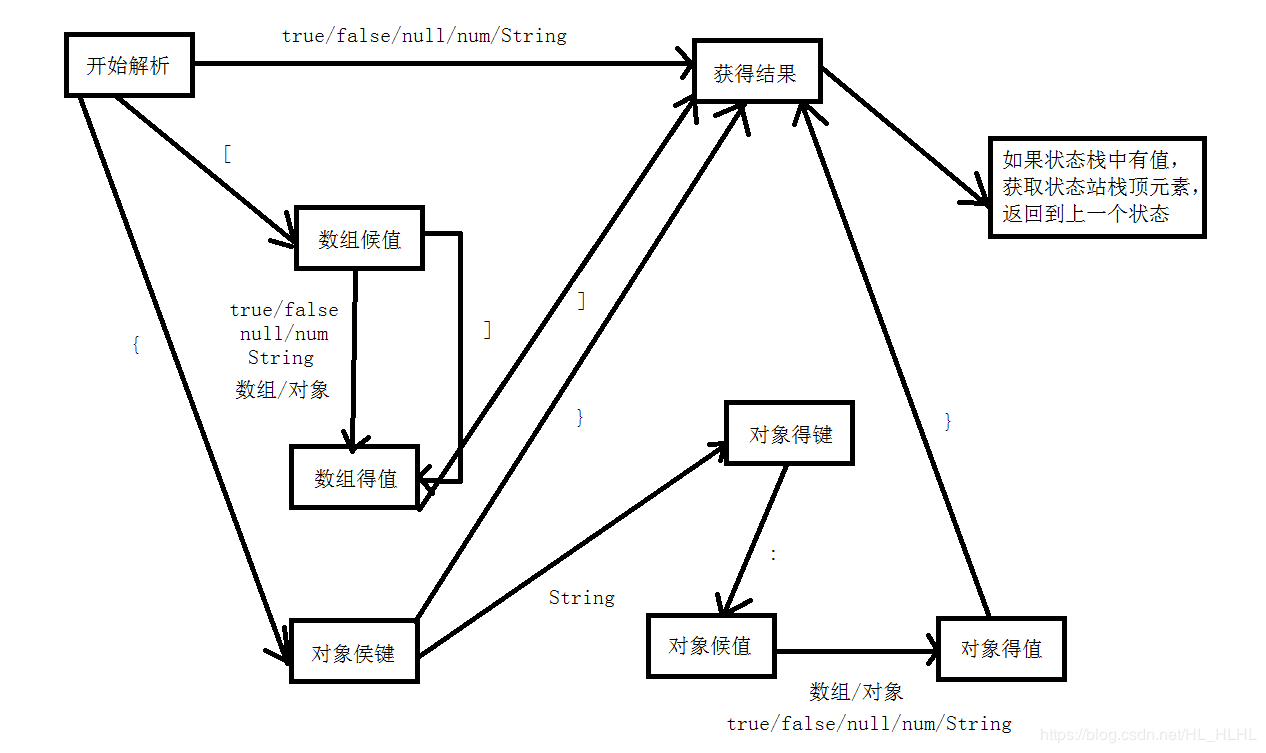 true/false/null/num/String
开始解析
获得结果
[
如果状态栈中有值，
获取状态站栈顶元素，
返回到上一个状态
数组候值
]
true/false
null/num
String
数组/对象
]
{
}
对象得键
}
数组得值
:
String
对象侯键
对象候值
对象得值
数组/对象
true/false/null/num/String
https://blog.csdn.net/HL_HLHL